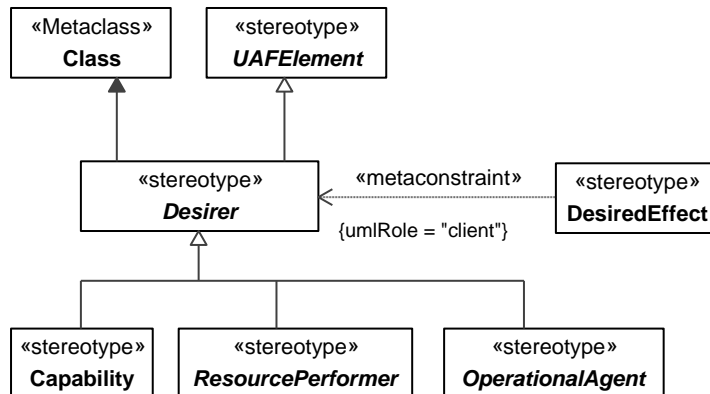 «Metaclass»
Class
«stereotype»
UAFElement
«stereotype»
Desirer
«metaconstraint»
{umlRole = "client"}
«stereotype»
DesiredEffect
«stereotype»
Capability
«stereotype»
ResourcePerformer
«stereotype»
OperationalAgent